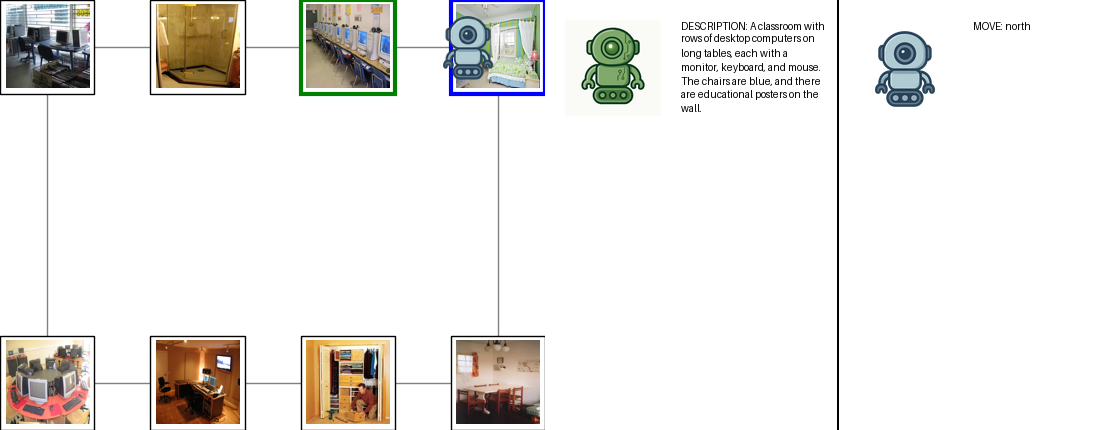 DESCRIPTION: A classroom with
rows of desktop computers on
long tables, each with a
monitor, keyboard, and mouse.
The chairs are blue, and there
are educational posters on the
wall.
MOVE: north